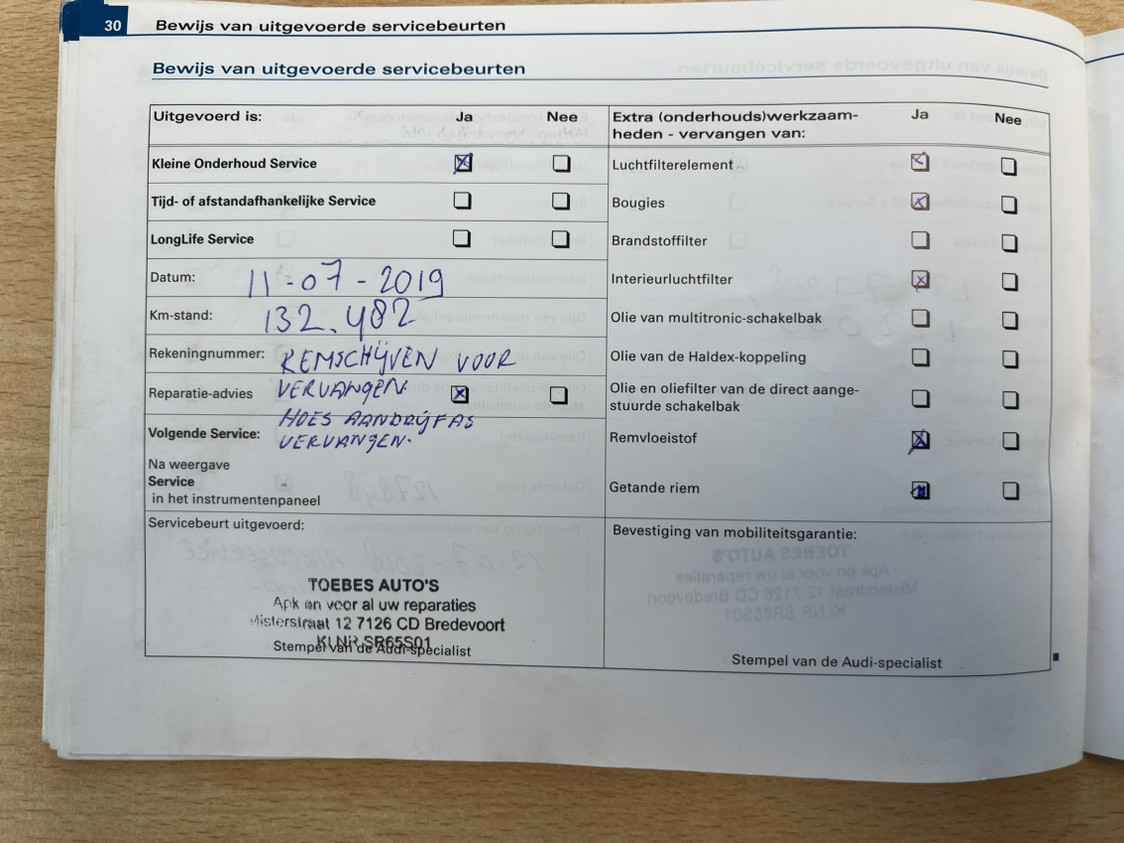 30 Bewijs van uitgevoerde servicebeurten
Bewijs van uitgevoerde servicebeurten
Uitgevoerd is: Ja Nee
Kleine Onderhoud Service
Tijd- of afstandafhankelijke Service
LongLife Service
Datum: 11-07-2019
Km-stand: 132.482
Rekeningnummer: REMSCHIJVEN VOOR
VERVANGEN.
Reparatie-advies
HOES AANDRIJFAS
Volgende Service: VERVANGEN.
Na weergave
Service
in het instrumentenpaneel
Servicebeurt uitgevoerd:
TOEBES AUTO'S
Apk en voor al uw reparaties
Misterstraat 12 7126 CD Bredevoort
KLNR SR65S01
Stempel van de Audi-specialist
Extra (onderhouds)werkzaam- Ja Nee
heden - vervangen van:
Luchtfilterelement
Bougies
Brandstoffilter
Interieurluchtfilter
Olie van multitronic-schakelbak
Olie van de Haldex-koppeling
Olie en oliefilter van de direct aange-
stuurde schakelbak
Remvloeistof
Getande riem
Bevestiging van mobiliteitsgarantie:
Stempel van de Audi-specialist